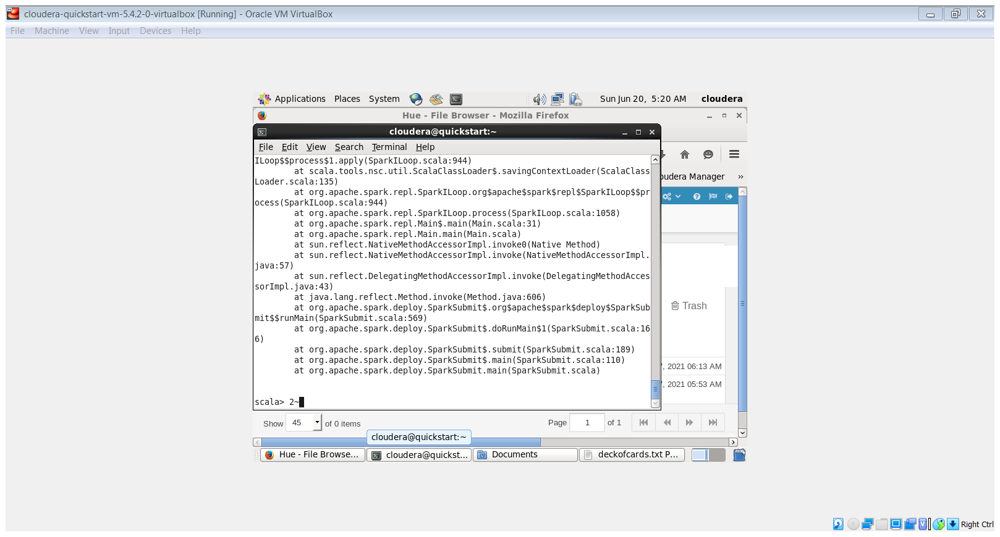 cloudera-quickstart-vm-5.4.2-0-virtualbox [Running] - Oracle VM VirtualBox
File Machine View Input Devices Help
Applications Places System Sun Jun 20, 5:20 AM cloudera
Hue - File Browser - Mozilla Firefox
cloudera@quickstart:~
File Edit View Search Terminal Help
ILoop$$process$1.apply(SparkILoop.scala:944)
at scala.tools.nsc.util.ScalaClassLoader$.savingContextLoader(ScalaClass
Loader.scala:135)
at org.apache.spark.repl.SparkILoop.org$apache$spark$repl$SparkILoop$$pr
ocess(SparkILoop.scala:944)
at org.apache.spark.repl.SparkILoop.process(SparkILoop.scala:1058)
at org.apache.spark.repl.Main$.main(Main.scala:31)
at org.apache.spark.repl.Main.main(Main.scala)
at sun.reflect.NativeMethodAccessorImpl.invoke0(Native Method)
at sun.reflect.NativeMethodAccessorImpl.invoke(NativeMethodAccessorImpl.
java:57)
at sun.reflect.DelegatingMethodAccessorImpl.invoke(DelegatingMethodAcces
sorImpl.java:43)
at java.lang.reflect.Method.invoke(Method.java:606)
at org.apache.spark.deploy.SparkSubmit$.org$apache$spark$deploy$SparkSub
mit$$runMain(SparkSubmit.scala:569)
at org.apache.spark.deploy.SparkSubmit$.doRunMain$1(SparkSubmit.scala:16
6)
at org.apache.spark.deploy.SparkSubmit$.submit(SparkSubmit.scala:189)
at org.apache.spark.deploy.SparkSubmit$.main(SparkSubmit.scala:110)
at org.apache.spark.deploy.SparkSubmit.main(SparkSubmit.scala)
scala> 2~
oudera Manager »
Trash
, 2021 06:13 AM
, 2021 05:53 AM
Show 45 of 0 items Page 1 of 1
cloudera@quickstart:~
Hue - File Browse... cloudera@quickst... Documents deckofcards.txt P...
Right Ctrl